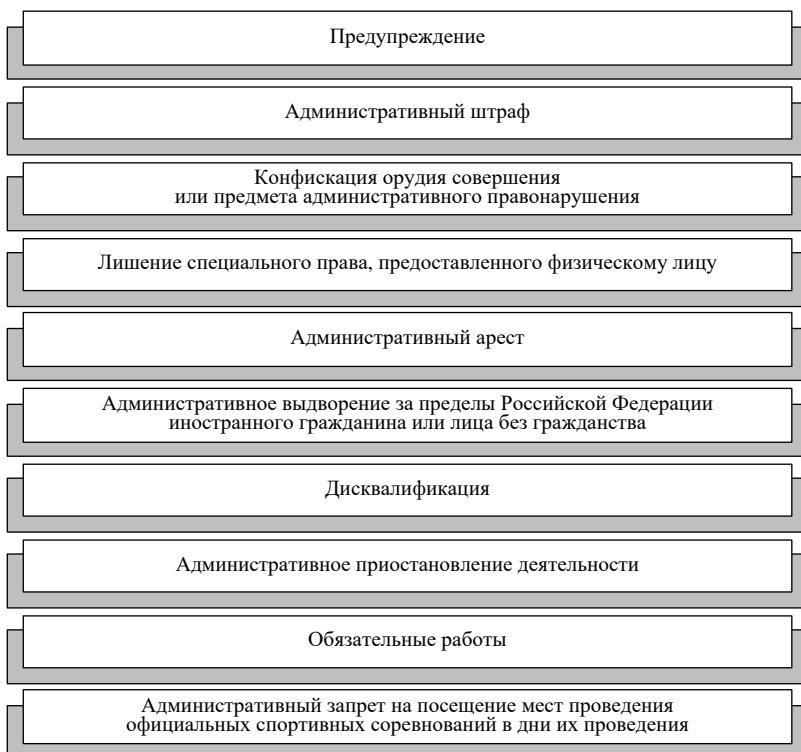 Предупреждение
Административный штраф
Конфискация орудия совершения
или предмета административного правонарушения
Лишение специального права, предоставленного физическому лицу
Административный арест
Административное выдворение за пределы Российской Федерации
иностранного гражданина или лица без гражданства
Дисквалификация
Административное приостановление деятельности
Обязательные работы
Административный запрет на посещение мест проведения
официальных спортивных соревнований в дни их проведения